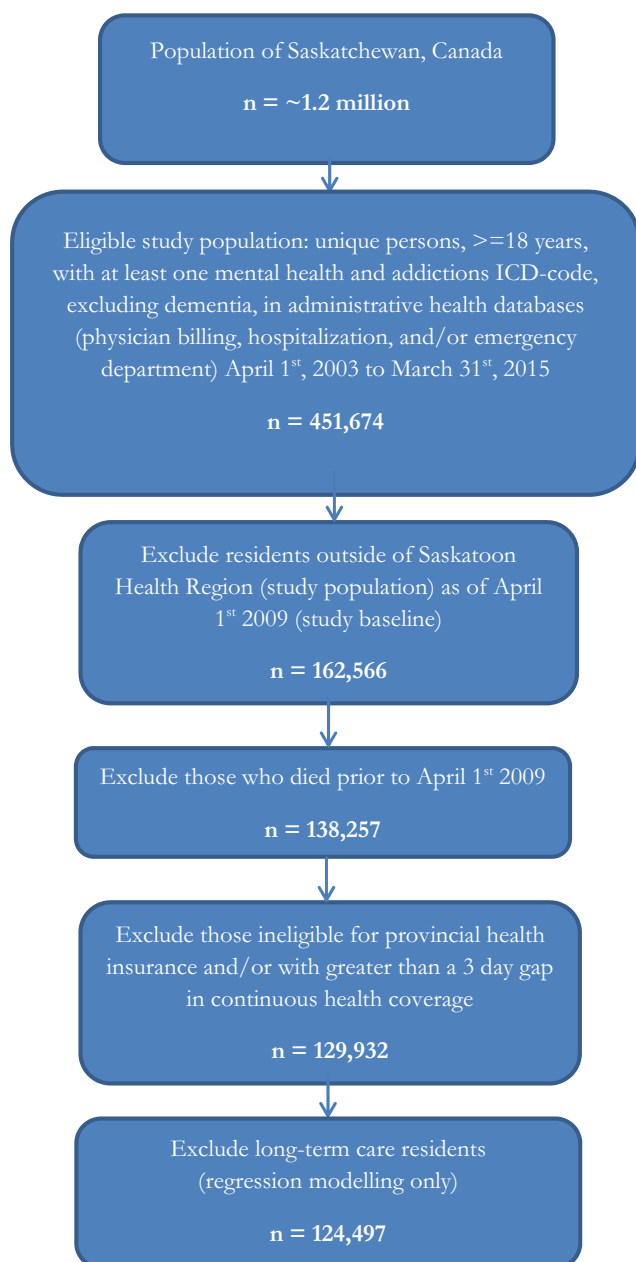 Population of Saskatchewan, Canada
n = ~1.2 million
Eligible study population: unique persons, >=18 years,
with at least one mental health and addictions ICD-code,
excluding dementia, in administrative health databases
(physician billing, hospitalization, and/or emergency
department) April 1st, 2003 to March 31st, 2015
n = 451,674
Exclude residents outside of Saskatoon
Health Region (study population) as of April
1st 2009 (study baseline)
n = 162,566
Exclude those who died prior to April 1st 2009
n = 138,257
Exclude those ineligible for provincial health
insurance and/or with greater than a 3 day gap
in continuous health coverage
n = 129,932
Exclude long-term care residents
(regression modelling only)
n = 124,497